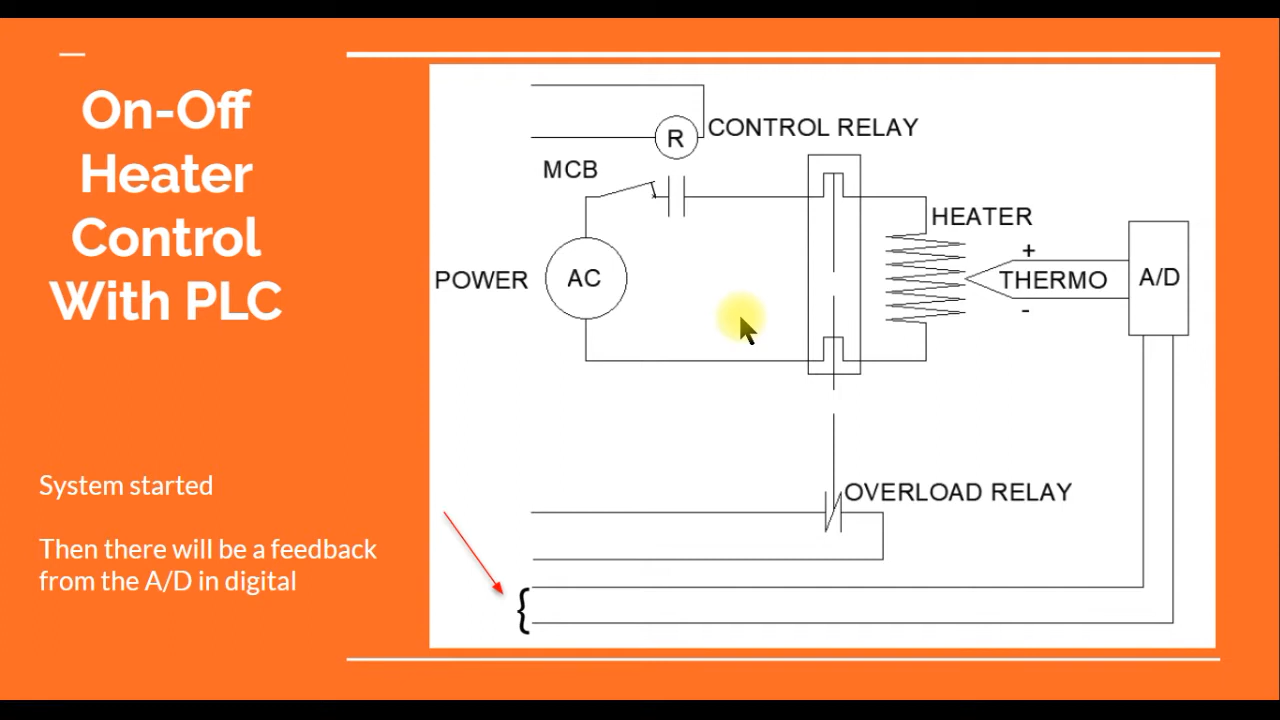 On-Off
Heater
Control
With PLC
System started
Then there will be a feedback
from the A/D in digital
R
CONTROL RELAY
MCB
HEATER
POWER
AC
+
THERMO
-
A/D
OVERLOAD RELAY
{